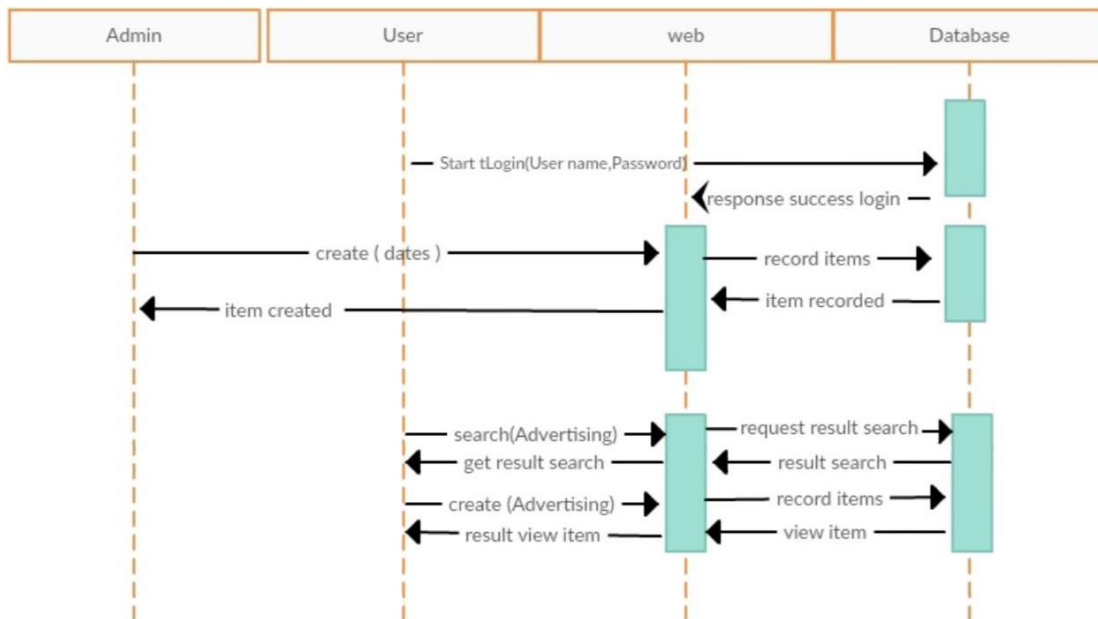 Admin
User
web
Database
Start tLogin(User name,Password)
response success login
create ( dates )
record items
item recorded
item created
search(Advertising)
request result search
get result search
result search
create (Advertising)
record items
result view item
view item